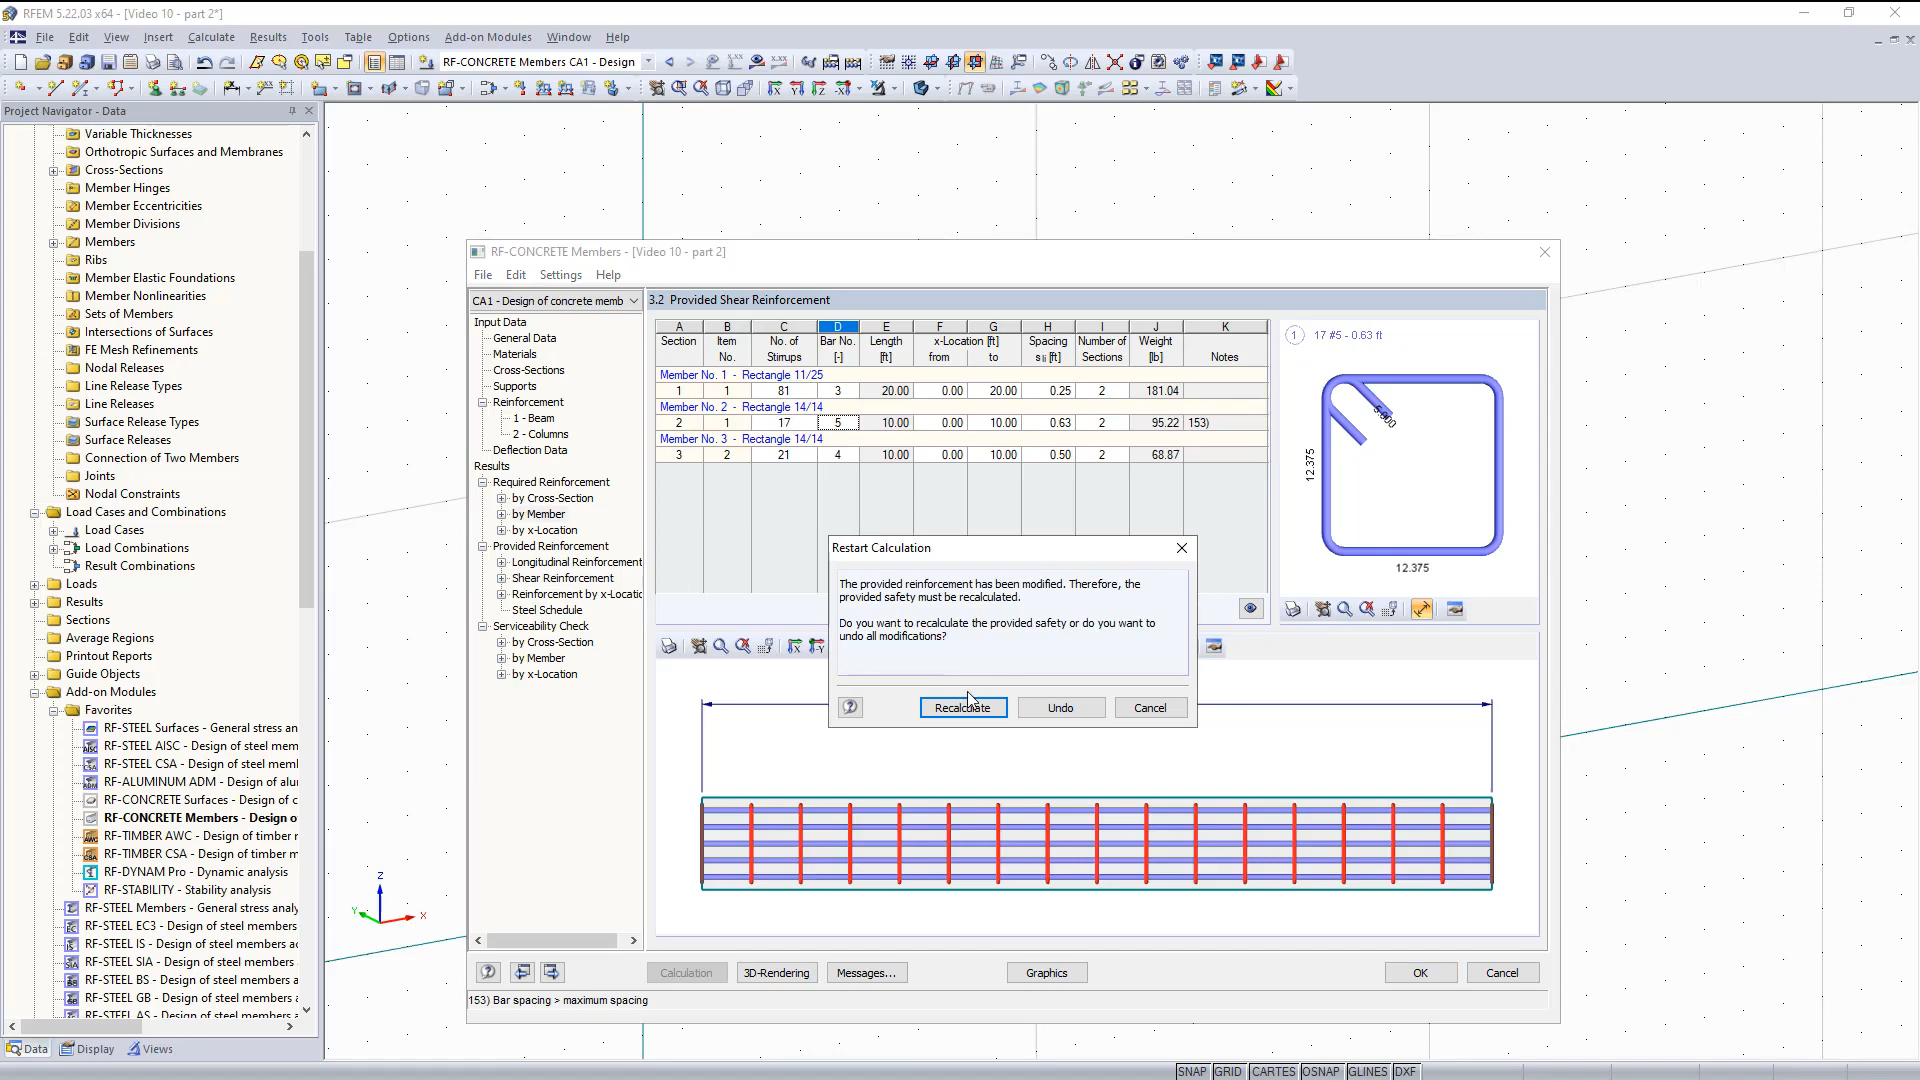 RFEM 5.22.03 x64 - [Video 10 - part 2*]
File Edit View Insert Calculate Results Tools Table Options Add-on Modules Window Help
RF-CONCRETE Members CA1 - Design
Project Navigator - Data
Variable Thicknesses
Orthotropic Surfaces and Membranes
Cross-Sections
Member Hinges
Member Eccentricities
Member Divisions
Members
Ribs
Member Elastic Foundations
Member Nonlinearities
Sets of Members
Intersections of Surfaces
FE Mesh Refinements
Nodal Releases
Line Release Types
Line Releases
Surface Release Types
Surface Releases
Connection of Two Members
Joints
Nodal Constraints
Load Cases and Combinations
Load Cases
Load Combinations
Result Combinations
Loads
Results
Sections
Average Regions
Printout Reports
Guide Objects
Add-on Modules
Favorites
RF-STEEL Surfaces - General stress an
RF-STEEL AISC - Design of steel mem
RF-STEEL CSA - Design of steel meml
RF-ALUMINUM ADM - Design of alu
RF-CONCRETE Surfaces - Design of c
RF-CONCRETE Members - Design o
RF-TIMBER AWC - Design of timber r
RF-TIMBER CSA - Design of timber m
RF-DYNAM Pro - Dynamic analysis
RF-STABILITY - Stability analysis
RF-STEEL Members - General stress analy
RF-STEEL EC3 - Design of steel members
RF-STEEL IS - Design of steel members ac
RF-STEEL SIA - Design of steel members
RF-STEEL BS - Design of steel members a
RF-STEEL GB - Design of steel members
RF-STEEL AS - Design of steel members
Data Display Views
Z
Y
X
RF-CONCRETE Members - [Video 10 - part 2]
File Edit Settings Help
CA1 - Design of concrete memb
Input Data
General Data
Materials
Cross-Sections
Supports
Reinforcement
1 - Beam
2 - Columns
Deflection Data
Results
Required Reinforcement
by Cross-Section
by Member
by x-Location
Provided Reinforcement
Longitudinal Reinforcement
Shear Reinforcement
Reinforcement by x-Locatic
Steel Schedule
Serviceability Check
by Cross-Section
by Member
by x-Location
3.2 Provided Shear Reinforcement
A B C D E F G H I J K
Section Item No. of Bar No. Length x-Location [ft] Spacing Number of Weight
No. Stirrups [-] [ft] from to sli [ft] Sections [lb] Notes
Member No. 1 - Rectangle 11/25
1 1 81 3 20.00 0.00 20.00 0.25 2 181.04
Member No. 2 - Rectangle 14/14
2 1 17 5 10.00 0.00 10.00 0.63 2 95.22 153)
Member No. 3 - Rectangle 14/14
3 2 21 4 10.00 0.00 10.00 0.50 2 68.87
1 17 #5 - 0.63 ft
5.000
12.375
12.375
Restart Calculation
The provided reinforcement has been modified. Therefore, the
provided safety must be recalculated.
Do you want to recalculate the provided safety or do you want to
undo all modifications?
Recalculate Undo Cancel
Calculation 3D-Rendering Messages... Graphics OK Cancel
153) Bar spacing > maximum spacing
SNAP GRID CARTES OSNAP GLINES DXF